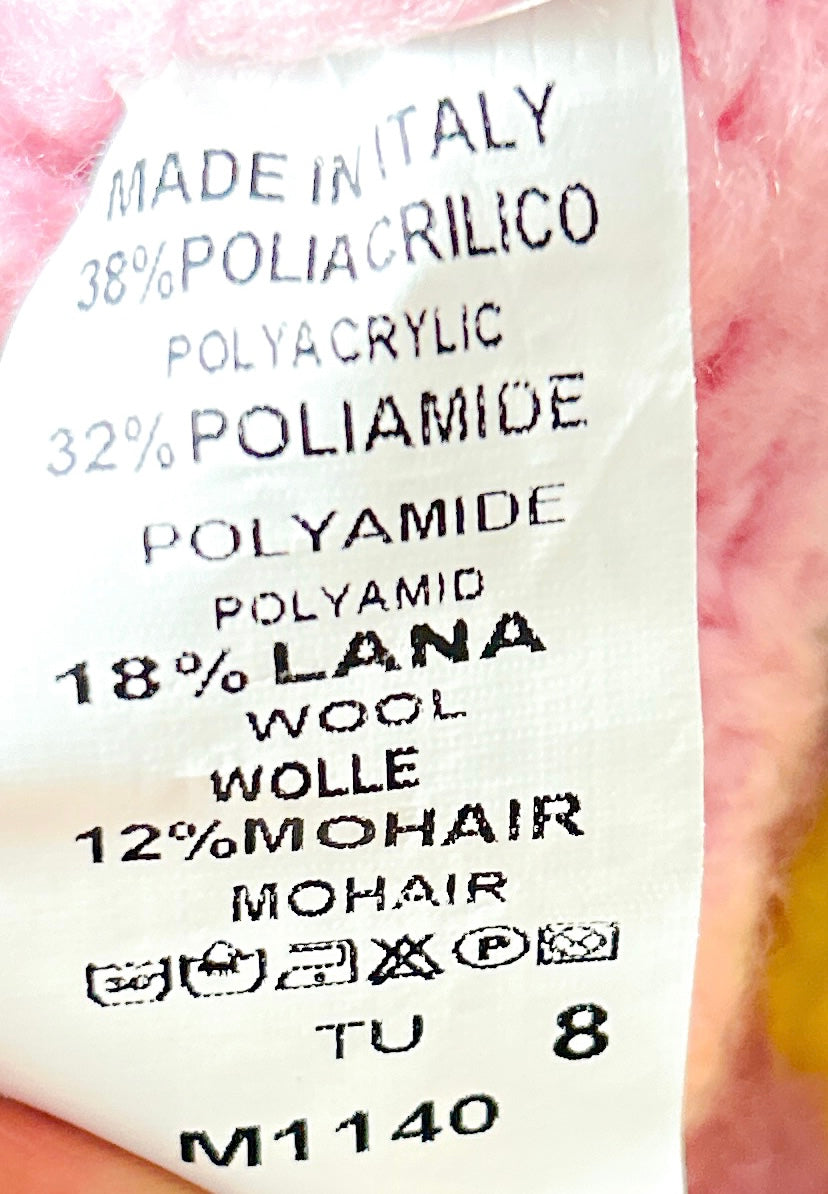 MADE IN ITALY
38%POLIACRILICO
POLYACRYLIC
32%POLIAMIDE
POLYAMIDE
POLYAMID
18%LANA
WOOL
WOLLE
12%MOHAIR
MOHAIR
30° P
TU 8
M1140